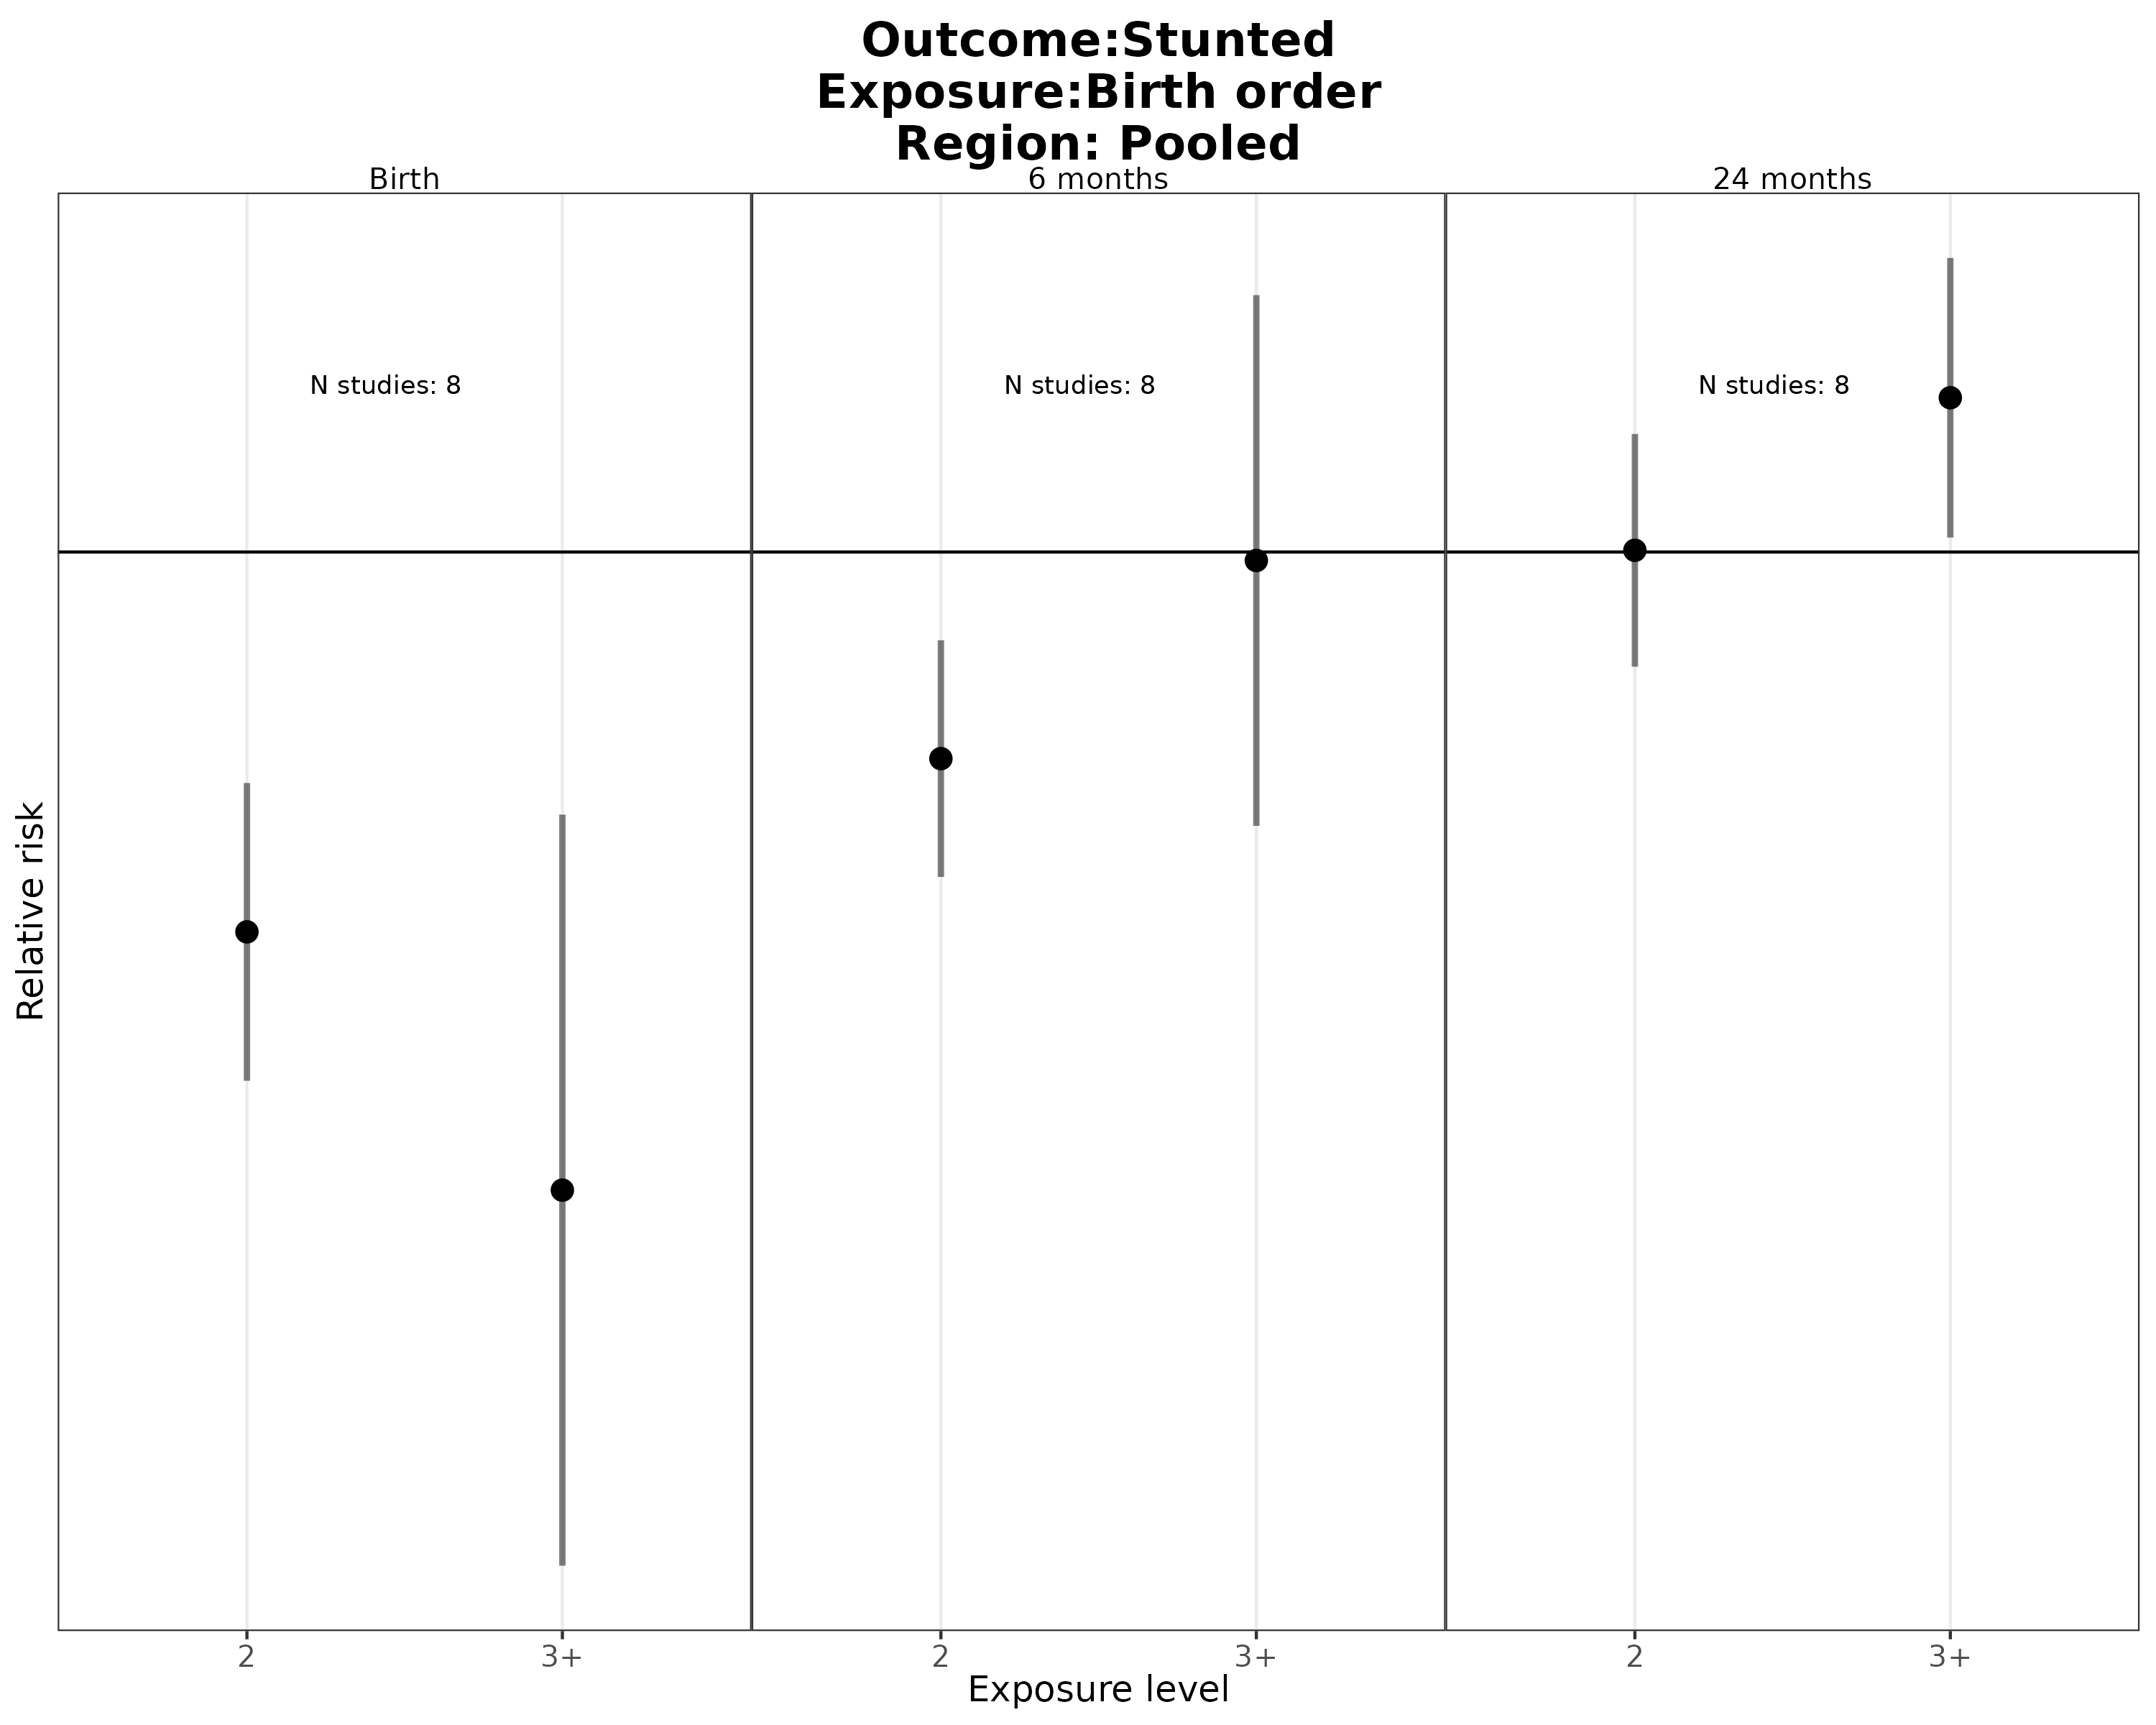 Outcome:Stunted
Exposure:Birth order
Region: Pooled
Birth
6 months
24 months
N studies: 8
N studies: 8
N studies: 8
Relative risk
2
3+
2
3+
2
3+
Exposure level